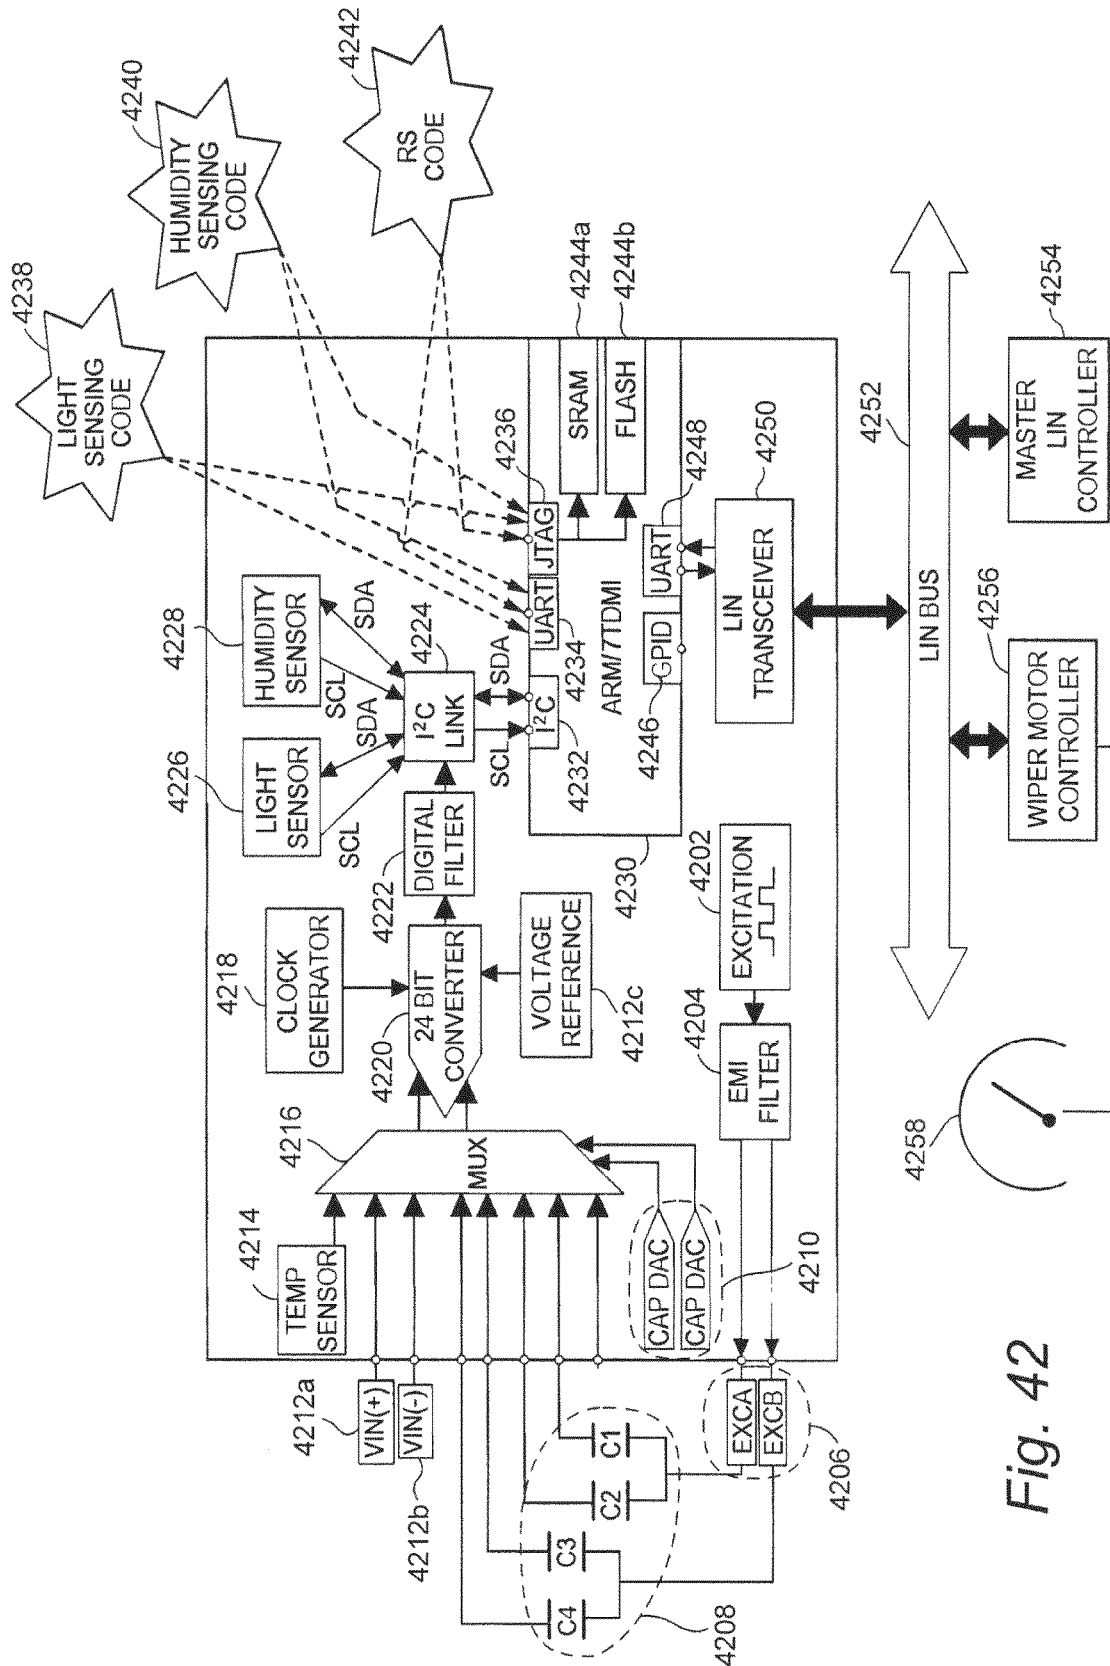 4238
LIGHT
SENSING
CODE
4240
HUMIDITY
SENSING
CODE
4242
RS
CODE
4214
TEMP
SENSOR
4212a
VIN(+)
VIN(-)
4212b
4216
MUX
4218
CLOCK
GENERATOR
4220
24 BIT
CONVERTER
VOLTAGE
REFERENCE
4212c
4222
DIGITAL
FILTER
4226
LIGHT
SENSOR
4228
HUMIDITY
SENSOR
SCL
SDA
SCL
SDA
4224
I²C
LINK
SCL
SDA
I²C
4232
UART
4234
JTAG
4236
SRAM
4244a
FLASH
4244b
ARM/7TDMI
4230
GPID
4246
UART
4248
LIN
TRANSCEIVER
4250
C4
C3
C2
C1
4208
CAP DAC
CAP DAC
4210
EXCA
EXCB
4206
EMI
FILTER
4204
EXCITATION
4202
LIN BUS
4252
4258
WIPER MOTOR
CONTROLLER
4256
MASTER
LIN
CONTROLLER
4254
Fig. 42